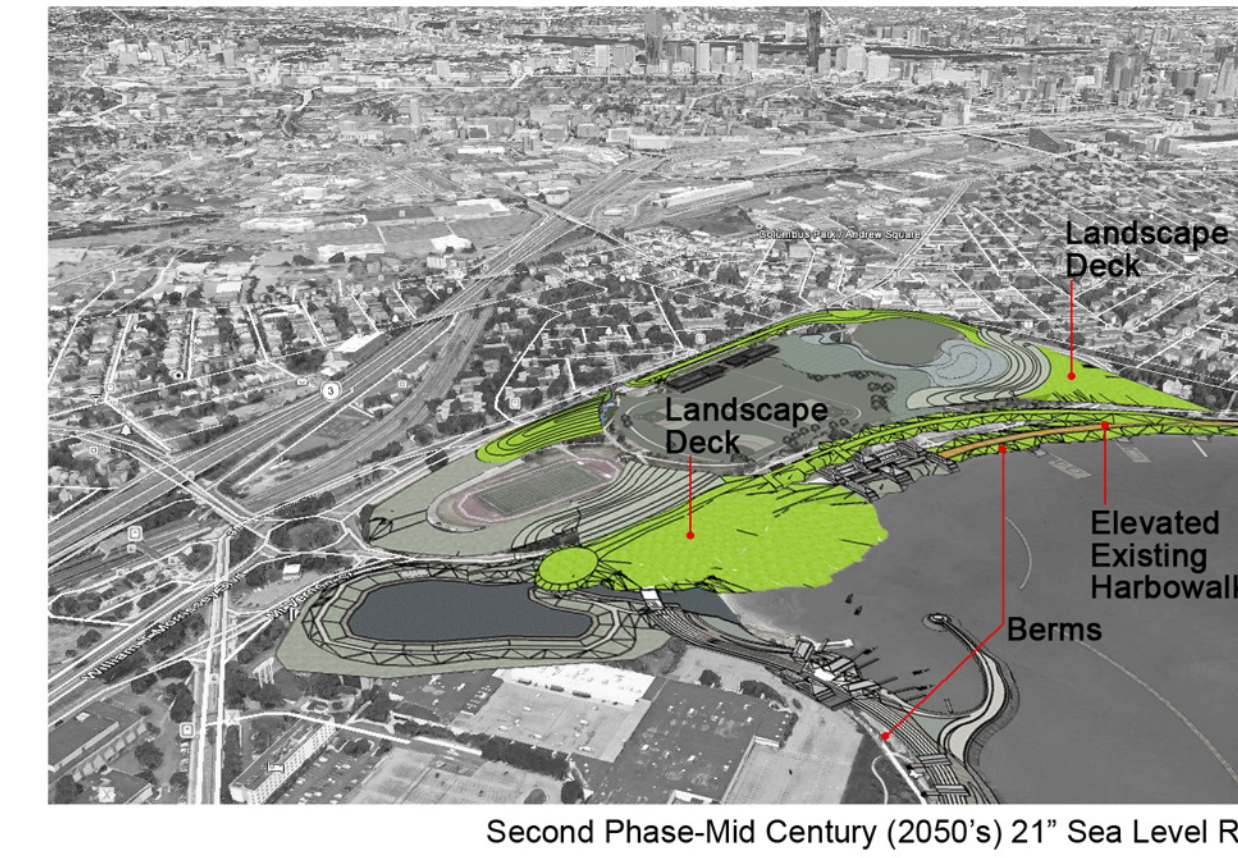 Columbus Park / Andrew Square
Landscape
Deck
3
Landscape
Deck
Elevated
Existing
Harbowalk
Berms
Second Phase-Mid Century (2050’s) 21” Sea Level R